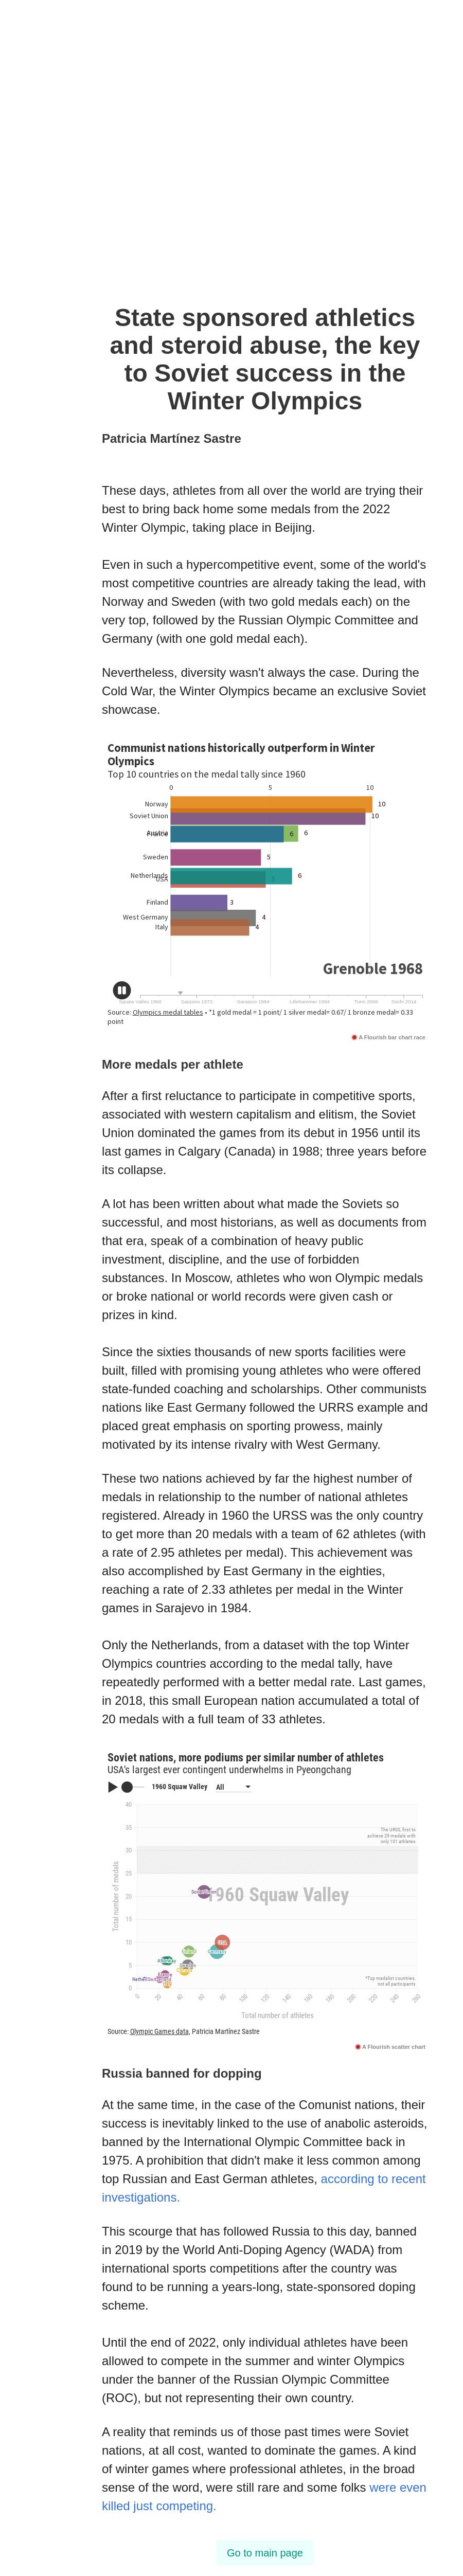 State sponsored athletics
and steroid abuse, the key
to Soviet success in the
Winter Olympics
Patricia Martínez Sastre
These days, athletes from all over the world are trying their
best to bring back home some medals from the 2022
Winter Olympic, taking place in Beijing.
Even in such a hypercompetitive event, some of the world's
most competitive countries are already taking the lead, with
Norway and Sweden (with two gold medals each) on the
very top, followed by the Russian Olympic Committee and
Germany (with one gold medal each).
Nevertheless, diversity wasn't always the case. During the
Cold War, the Winter Olympics became an exclusive Soviet
showcase.
Communist nations historically outperform in Winter
Olympics
Top 10 countries on the medal tally since 1960
0 5 10
Norway 10
Soviet Union 10
France 6 6
Sweden 5
Netherlands 6
USA
Finland 3
West Germany 4
Italy 4
Grenoble 1968
Squaw Valley 1960 Sapporo 1972 Sarajevo 1984 Lillehammer 1994 Turin 2006 Sochi 2014
Source: Olympics medal tables • *1 gold medal = 1 point/ 1 silver medal= 0.67/ 1 bronze medal= 0.33
point
A Flourish bar chart race
More medals per athlete
After a first reluctance to participate in competitive sports,
associated with western capitalism and elitism, the Soviet
Union dominated the games from its debut in 1956 until its
last games in Calgary (Canada) in 1988; three years before
its collapse.
A lot has been written about what made the Soviets so
successful, and most historians, as well as documents from
that era, speak of a combination of heavy public
investment, discipline, and the use of forbidden
substances. In Moscow, athletes who won Olympic medals
or broke national or world records were given cash or
prizes in kind.
Since the sixties thousands of new sports facilities were
built, filled with promising young athletes who were offered
state-funded coaching and scholarships. Other communists
nations like East Germany followed the URRS example and
placed great emphasis on sporting prowess, mainly
motivated by its intense rivalry with West Germany.
These two nations achieved by far the highest number of
medals in relationship to the number of national athletes
registered. Already in 1960 the URSS was the only country
to get more than 20 medals with a team of 62 athletes (with
a rate of 2.95 athletes per medal). This achievement was
also accomplished by East Germany in the eighties,
reaching a rate of 2.33 athletes per medal in the Winter
games in Sarajevo in 1984.
Only the Netherlands, from a dataset with the top Winter
Olympics countries according to the medal tally, have
repeatedly performed with a better medal rate. Last games,
in 2018, this small European nation accumulated a total of
20 medals with a full team of 33 athletes.
Soviet nations, more podiums per similar number of athletes
USA's largest ever contingent underwhelms in Pyeongchang
1960 Squaw Valley All
40
35
The URSS, first to
achieve 29 medals with
only 101 athletes
30
25
20
1960 Squaw Valley
15
10
5
*Top medalist countries,
not all participants
0
0 20 40 60 80 100 120 140 160 180 200 220 240 260
Total number of medals
Total number of athletes
Source: Olympic Games data, Patricia Martínez Sastre
A Flourish scatter chart
Russia banned for dopping
At the same time, in the case of the Comunist nations, their
success is inevitably linked to the use of anabolic asteroids,
banned by the International Olympic Committee back in
1975. A prohibition that didn't make it less common among
top Russian and East German athletes, according to recent
investigations.
This scourge that has followed Russia to this day, banned
in 2019 by the World Anti-Doping Agency (WADA) from
international sports competitions after the country was
found to be running a years-long, state-sponsored doping
scheme.
Until the end of 2022, only individual athletes have been
allowed to compete in the summer and winter Olympics
under the banner of the Russian Olympic Committee
(ROC), but not representing their own country.
A reality that reminds us of those past times were Soviet
nations, at all cost, wanted to dominate the games. A kind
of winter games where professional athletes, in the broad
sense of the word, were still rare and some folks were even
killed just competing.
Go to main page